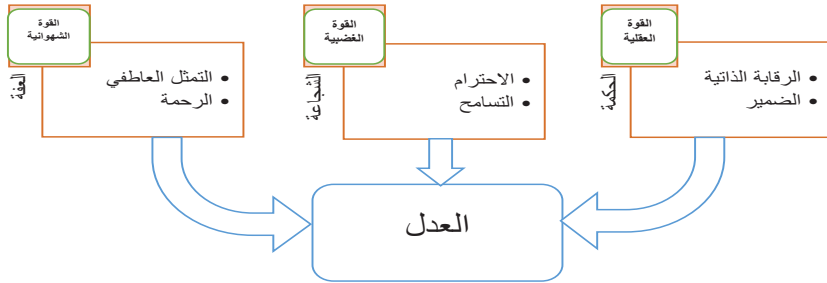 القوة
العقلية
الحكمة
• الرقابة الذاتية
• الضمير
القوة
الغضبية
الشجاعة
• الاحترام
• التسامح
القوة
الشهوانية
العفة
• التمثل العاطفي
• الرحمة
العدل